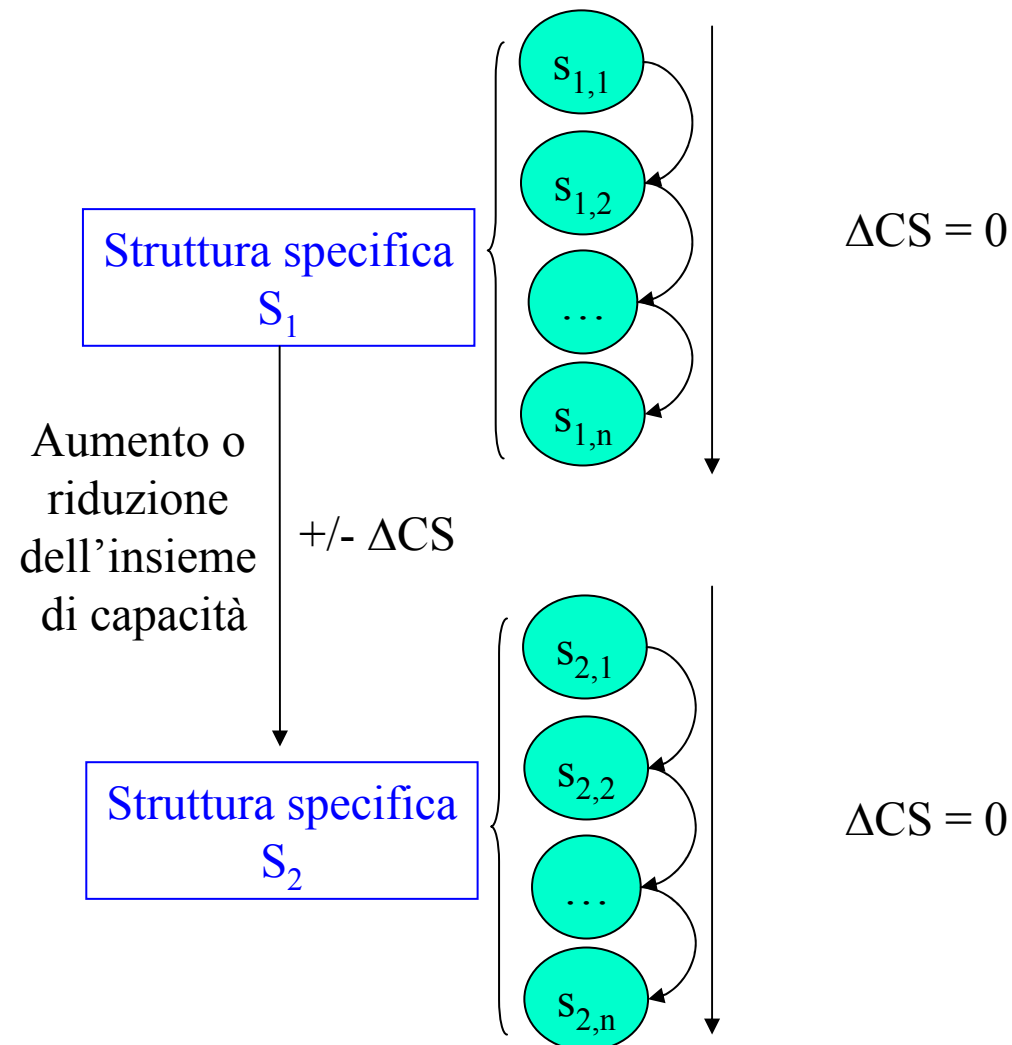 s1,1
s1,2
Struttura specifica
S1
ΔCS = 0
…
s1,n
Aumento o
riduzione
dell’insieme
di capacità
+/- ΔCS
s2,1
s2,2
Struttura specifica
S2
ΔCS = 0
…
s2,n